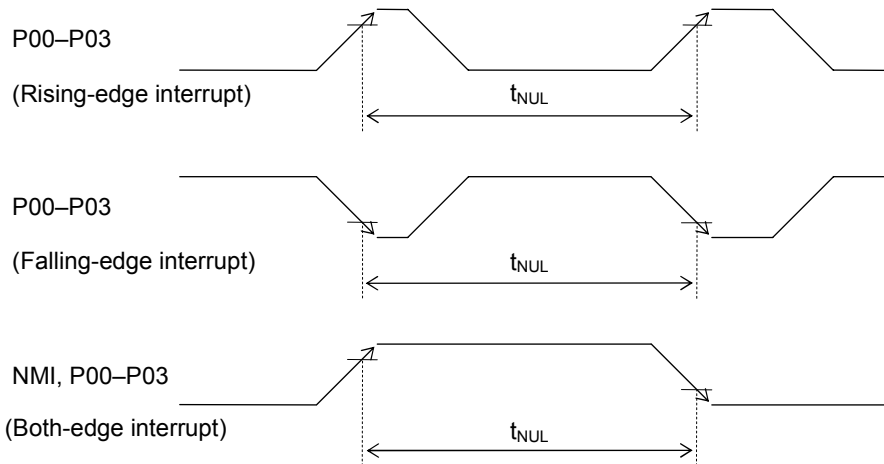 P00–P03
(Rising-edge interrupt)
tNUL
P00–P03
(Falling-edge interrupt)
tNUL
NMI, P00–P03
(Both-edge interrupt)
tNUL